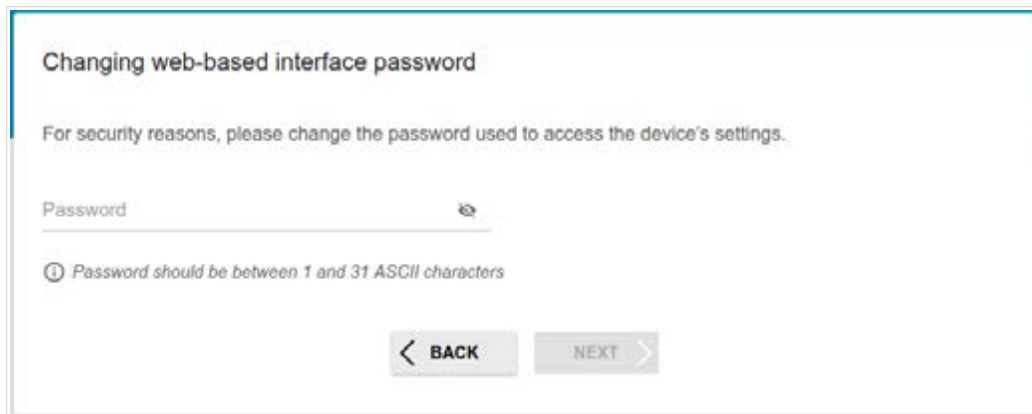 Changing web-based interface password
For security reasons, please change the password used to access the device's settings.
Password
Password should be between 1 and 31 ASCII characters
BACK
NEXT